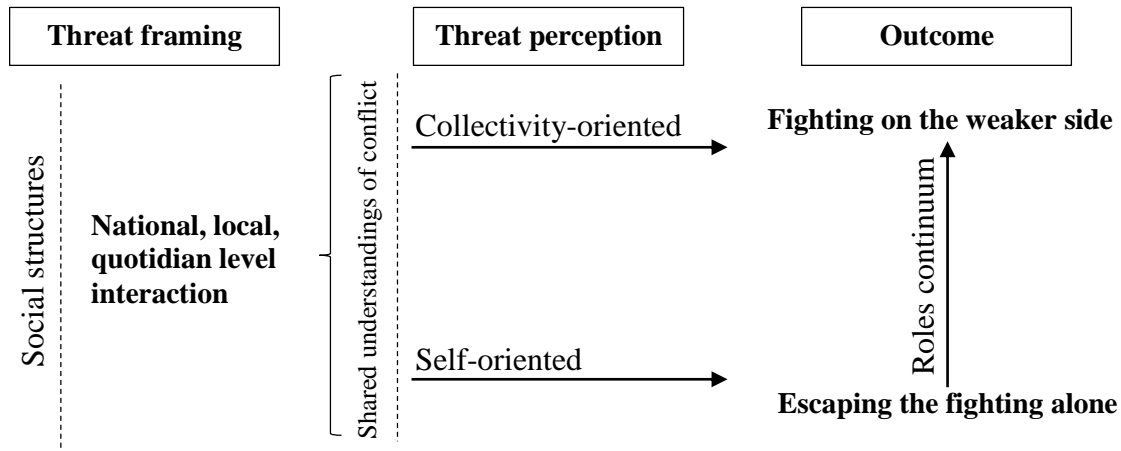 Threat framing
Threat perception
Outcome
Social structures
National, local,
quotidian level
interaction
Shared understandings of conflict
Collectivity-oriented
Self-oriented
Fighting on the weaker side
Roles continuum
Escaping the fighting alone